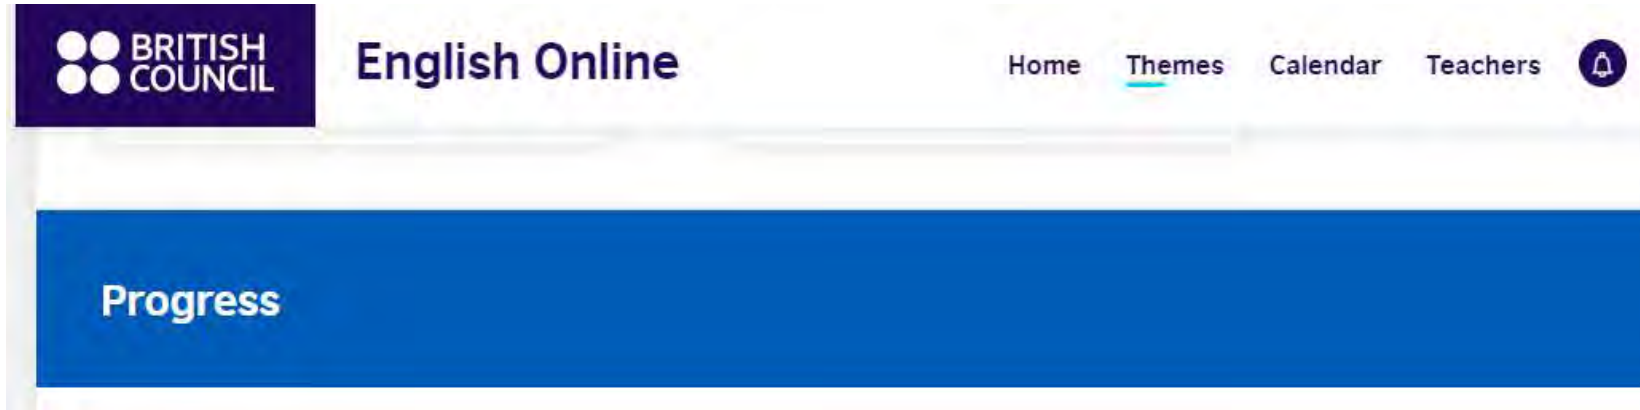 BRITISH
COUNCIL
English Online
Home Themes Calendar Teachers
Progress